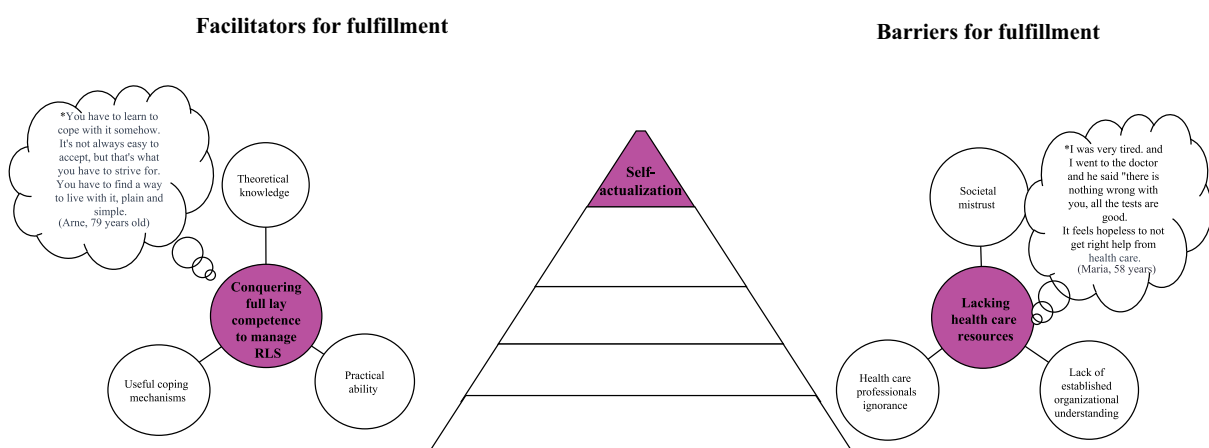 Facilitators for fulfillment
Barriers for fulfillment
*You have to learn to
cope with it somehow.
It's not always easy to
accept, but that's what
you have to strive for.
You have to find a way
to live with it, plain and
simple.
(Arne, 79 years old)
Theoretical
knowledge
Conquering
full lay
competence
to manage
RLS
Useful coping
mechanisms
Practical
ability
Self-
actualization
Societal
mistrust
*I was very tired. and
I went to the doctor
and he said "there is
nothing wrong with
you, all the tests are
good.
It feels hopeless to not
get right help from
health care.
(Maria, 58 years)
Lacking
health care
resources
Health care
professionals
ignorance
Lack of
established
organizational
understanding